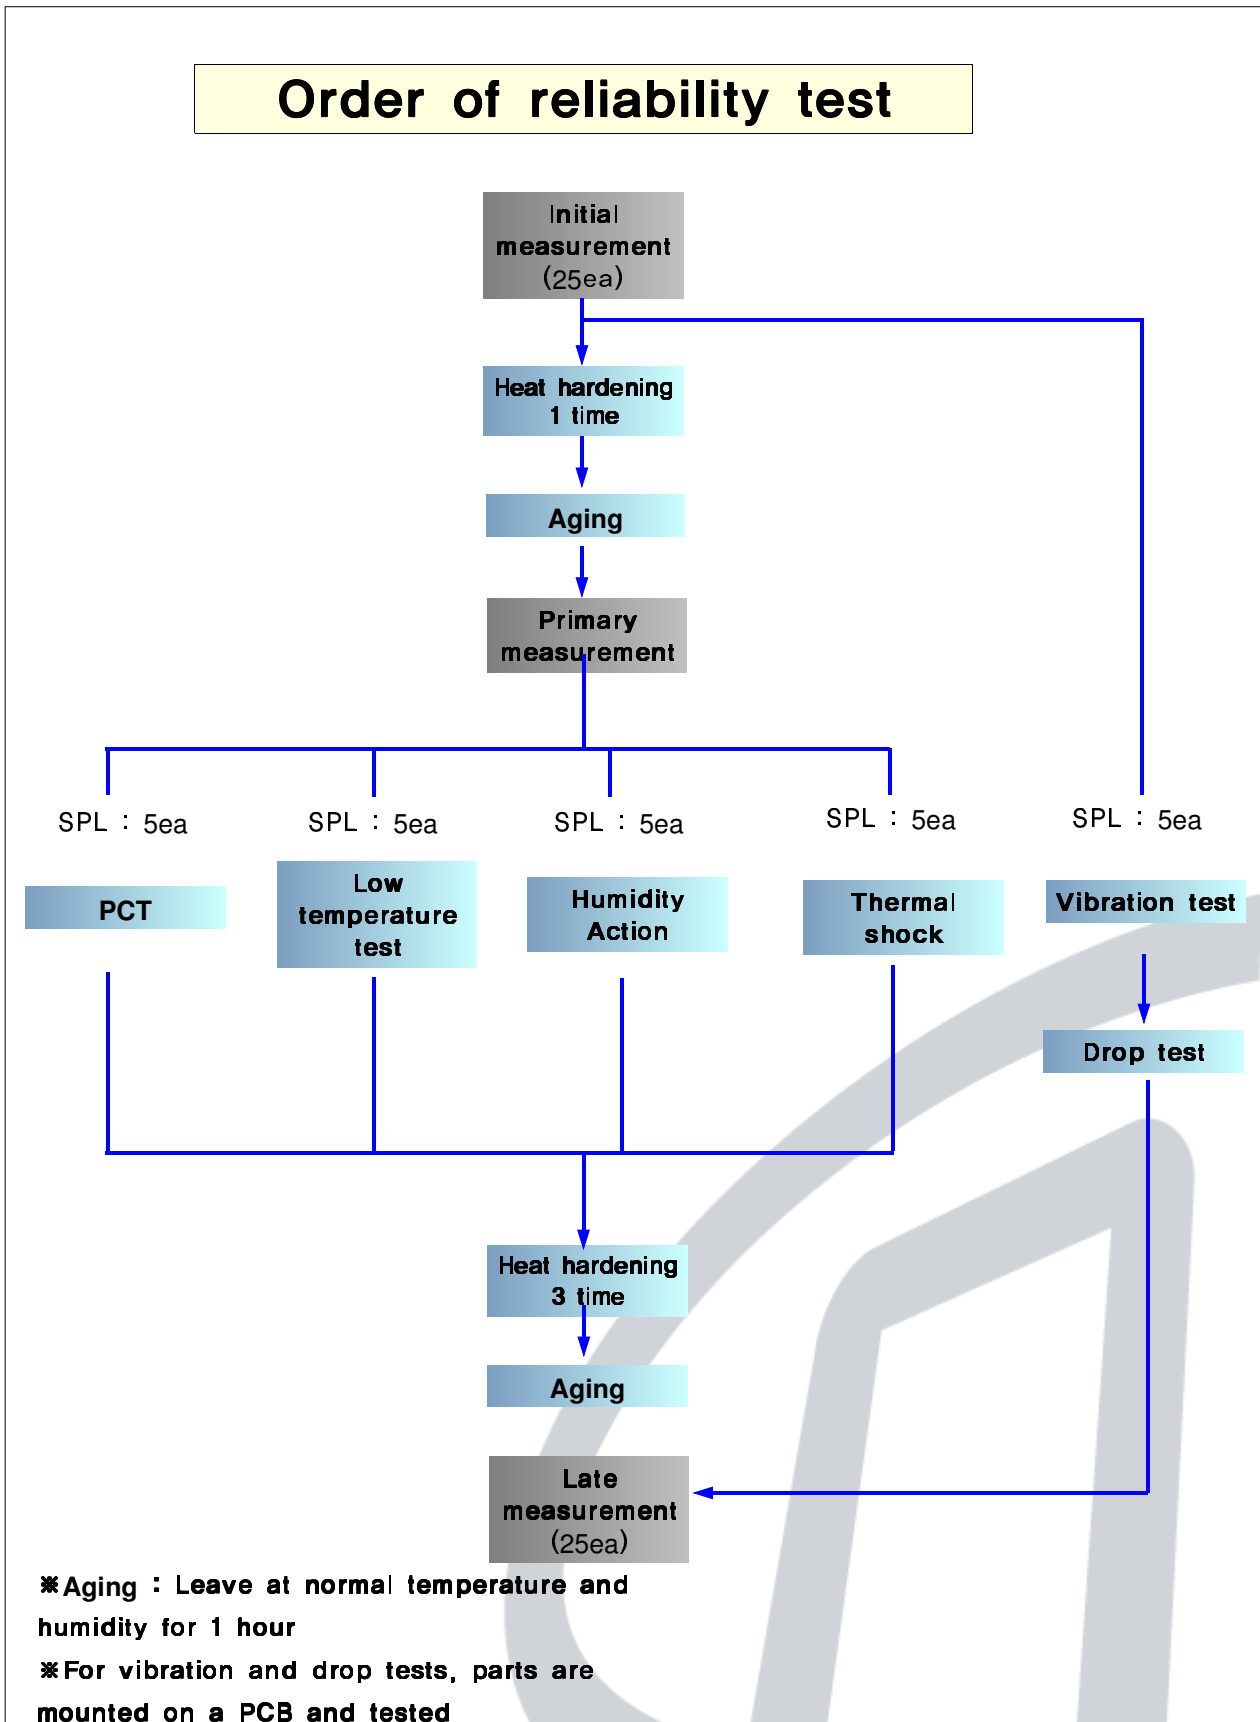 Order of reliability test
Initial
measurement
(25ea)
Heat hardening
1 time
Aging
Primary
measurement
SPL : 5ea
SPL : 5ea
SPL : 5ea
SPL : 5ea
SPL : 5ea
PCT
Low
temperature
test
Humidity
Action
Thermal
shock
Vibration test
Drop test
Heat hardening
3 time
Aging
Late
measurement
(25ea)
※Aging : Leave at normal temperature and
humidity for 1 hour
※For vibration and drop tests, parts are
mounted on a PCB and tested